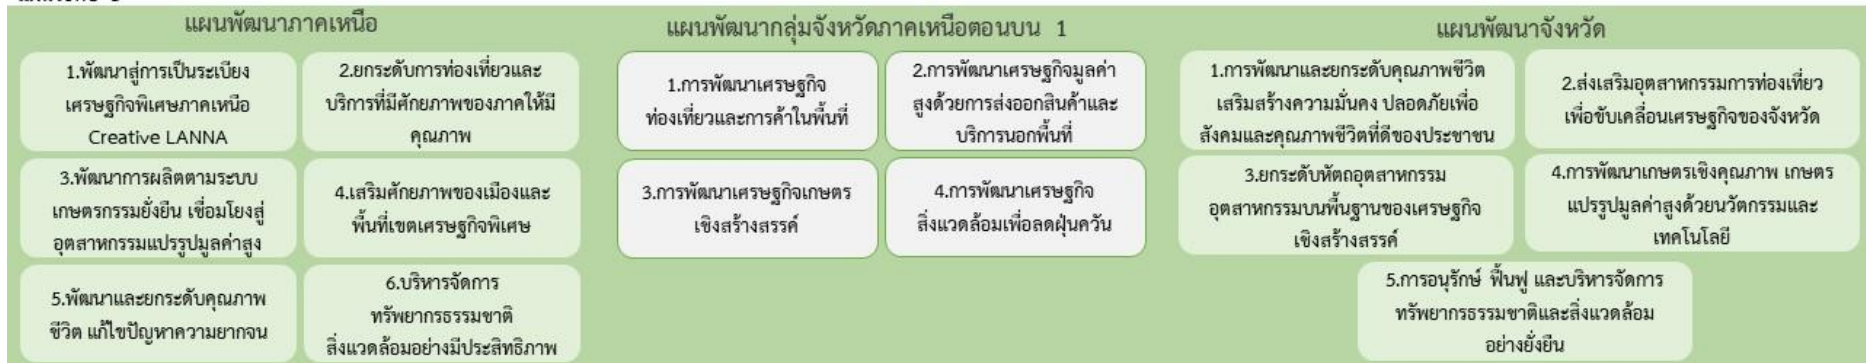 แผนพัฒนาภาคเหนือ
1.พัฒนาสู่การเป็นระเบียง
เศรษฐกิจพิเศษภาคเหนือ
Creative LANNA
2.ยกระดับการท่องเที่ยวและ
บริการที่มีศักยภาพของภาคให้มี
คุณภาพ
3.พัฒนาการผลิตตามระบบ
เกษตรกรรมยั่งยืน เชื่อมโยงสู่
อุตสาหกรรมแปรรูปมูลค่าสูง
4.เสริมศักยภาพของเมืองและ
พื้นที่เขตเศรษฐกิจพิเศษ
5.พัฒนาและยกระดับคุณภาพ
ชีวิต แก้ไขปัญหาความยากจน
6.บริหารจัดการ
ทรัพยากรธรรมชาติ
สิ่งแวดล้อมอย่างมีประสิทธิภาพ
แผนพัฒนากลุ่มจังหวัดภาคเหนือตอนบน 1
1.การพัฒนาเศรษฐกิจ
ท่องเที่ยวและการค้าในพื้นที่
2.การพัฒนาเศรษฐกิจมูลค่า
สูงด้วยการส่งออกสินค้าและ
บริการนอกพื้นที่
3.การพัฒนาเศรษฐกิจเกษตร
เชิงสร้างสรรค์
4.การพัฒนาเศรษฐกิจ
สิ่งแวดล้อมเพื่อลดฝุ่นควัน
แผนพัฒนาจังหวัด
1.การพัฒนาและยกระดับคุณภาพชีวิต
เสริมสร้างความมั่นคง ปลอดภัยเพื่อ
สังคมและคุณภาพชีวิตที่ดีของประชาชน
2.ส่งเสริมอุตสาหกรรมการท่องเที่ยว
เพื่อขับเคลื่อนเศรษฐกิจของจังหวัด
3.ยกระดับหัตถอุตสาหกรรม
อุตสาหกรรมบนพื้นฐานของเศรษฐกิจ
เชิงสร้างสรรค์
4.การพัฒนาเกษตรเชิงคุณภาพ เกษตร
แปรรูปมูลค่าสูงด้วยนวัตกรรมและ
เทคโนโลยี
5.การอนุรักษ์ ฟื้นฟู และบริหารจัดการ
ทรัพยากรธรรมชาติและสิ่งแวดล้อม
อย่างยั่งยืน